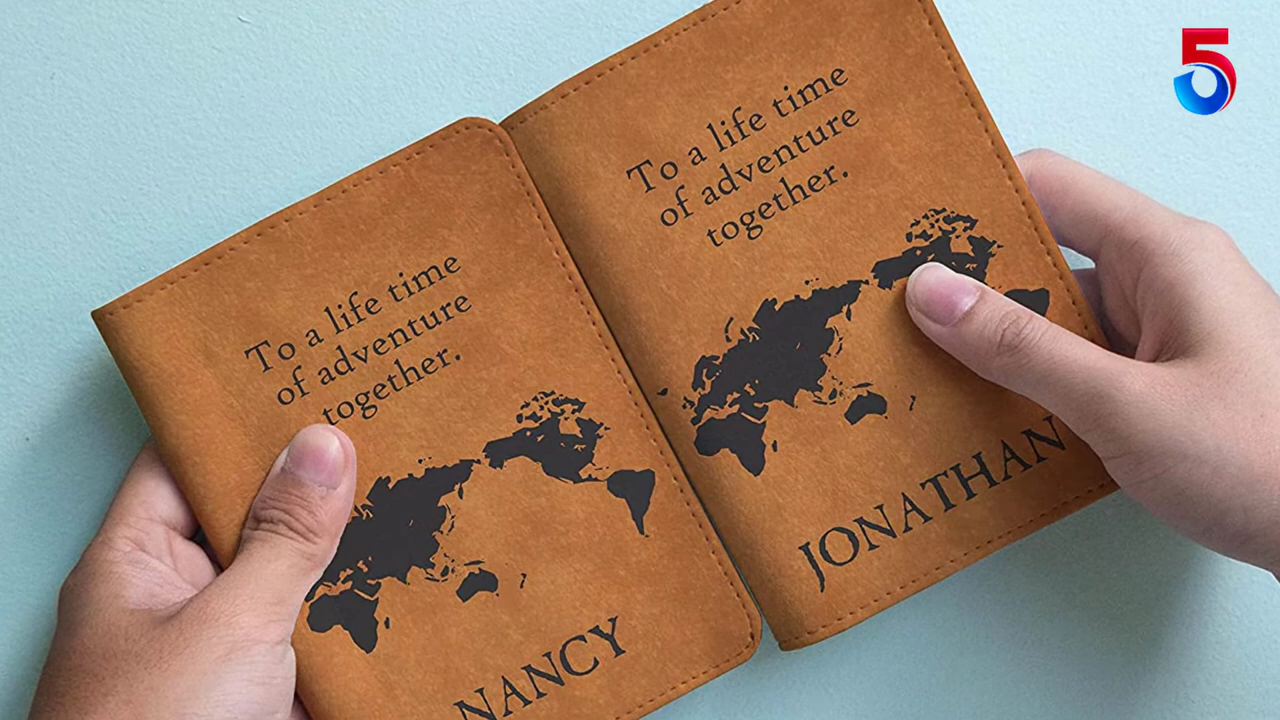 To a life time
of adventure
together.
NANCY
To a life time
of adventure
together.
JONATHAN
5